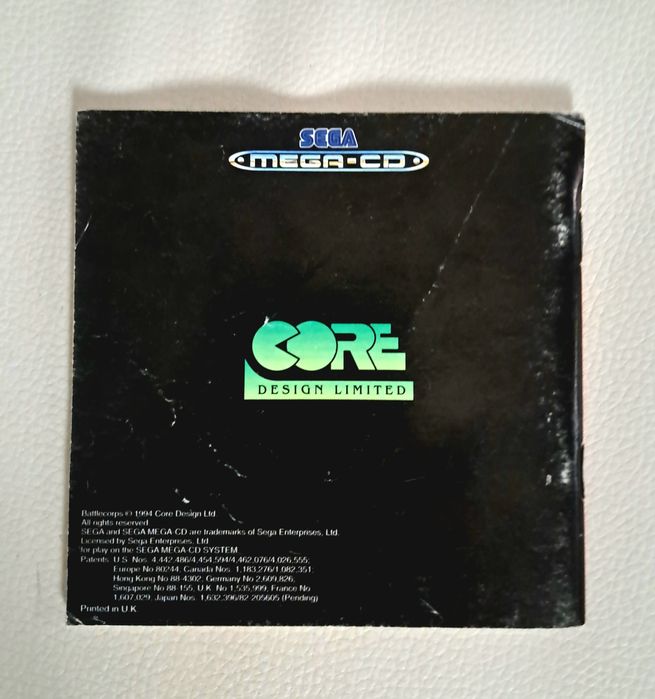 SEGA
MEGA-CD
CORE
DESIGN LIMITED
Battlecorps © 1994 Core Design Ltd.
All rights reserved.
SEGA and SEGA MEGA-CD are trademarks of Sega Enterprises, Ltd.
Licensed by Sega Enterprises, Ltd
for play on the SEGA MEGA-CD SYSTEM
Patents: U.S. Nos. 4,442,486/4,454,594/4,462,076/4,026,555;
Europe No 80244; Canada Nos. 1,183,276/1,082,351;
Hong Kong No 88-4302; Germany No 2,609,826;
Singapore No 88-155; U.K No 1,535,999; France No
1,607,029; Japan Nos. 1,632,396/82-205605 (Pending)
Printed in U.K.